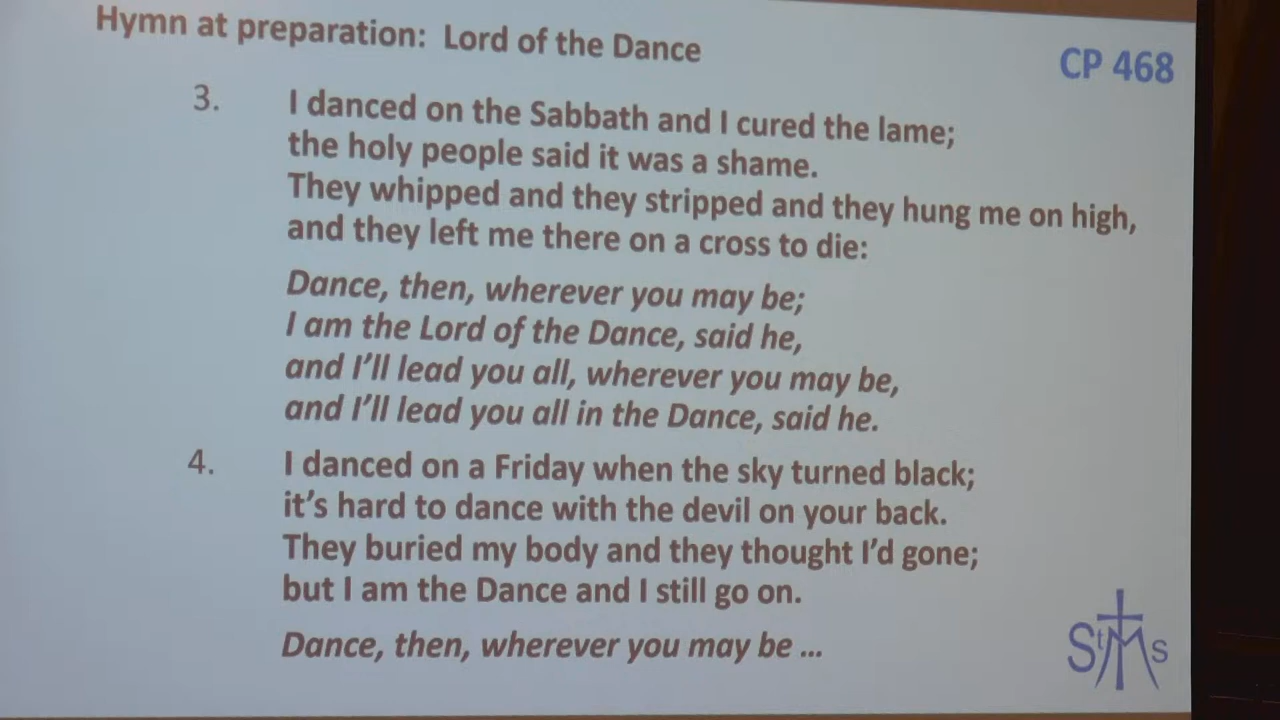 Hymn at preparation: Lord of the Dance
CP 468
3. I danced on the Sabbath and I cured the lame;
the holy people said it was a shame.
They whipped and they stripped and they hung me on high,
and they left me there on a cross to die:
Dance, then, wherever you may be;
I am the Lord of the Dance, said he,
and I'll lead you all, wherever you may be,
and I'll lead you all in the Dance, said he.
4. I danced on a Friday when the sky turned black;
it's hard to dance with the devil on your back.
They buried my body and they thought I'd gone;
but I am the Dance and I still go on.
Dance, then, wherever you may be ...
St Ms